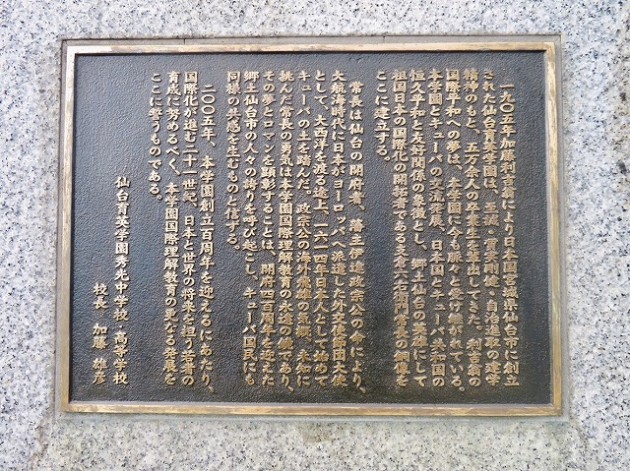 一九〇五年加藤利吉翁により日本国宮城県仙台市に創立
された仙台育英学園は、至誠・質実剛健・自治進取の建学
精神のもと、五万余人の卒業生を輩出してきた。利吉翁の
国際平和への夢は、本学園に今も脈々と受け継がれている。
本学園とキューバの交流発展、日本国とキューバ共和国の
恒久平和と友好関係の象徴とし、郷土仙台の英雄にして
祖国日本の国際化の開拓者である支倉六右衛門常長の銅像を
ここに建立する。
常長は仙台の開府者、藩主伊達政宗公の命により、
大航海時代に日本がヨーロッパへ派遣した訪欧使節団大使
として、大西洋を渡る途上、一六一四年日本人として始めて
キューバの土を踏んだ。政宗公の海外飛雄の大志、未知に
挑んだ常長の勇気は本学園国際理解教育の永遠の鑑であり、
その夢とロマンを顕彰することは、開府四百周年を迎えた
郷土仙台市の人々の誇りを呼び起こし、キューバ国民にも
同様の共感を生むものと信ずる。
二〇〇五年、本学園創立百周年を迎えるにあたり、
国際化が進む二十一世紀、日本と世界の将来を担う若者の
育成に努めるべく、本学園国際理解教育の更なる発展を
ここに誓うものである。
仙台育英学園秀光中学校・高等学校
校長 加藤 雄彦